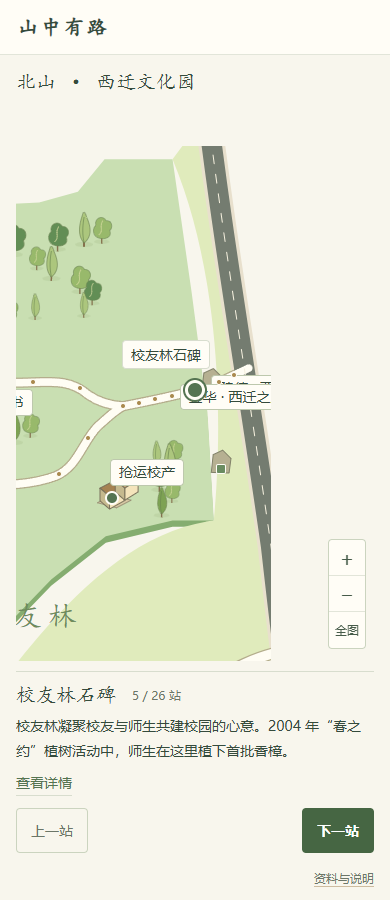 山中有路
北山 • 西迁文化园
校友林石碑
华 · 西迁之
书
抢运校产
友林
+
−
全图
校友林石碑 5 / 26 站
校友林凝聚校友与师生共建校园的心意。2004 年“春之
约”植树活动中，师生在这里植下首批香樟。
查看详情
上一站
下一站
资料与说明